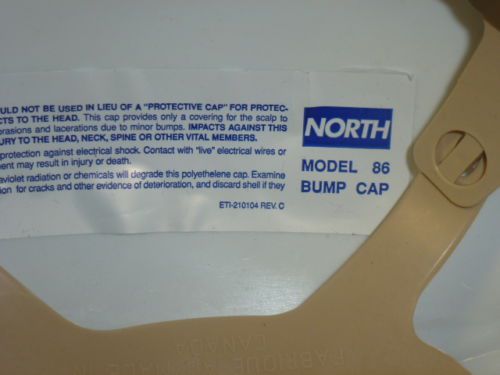 OULD NOT BE USED IN LIEU OF A "PROTECTIVE CAP" FOR PROTEC-
CTS TO THE HEAD. This cap provides only a covering for the scalp to
brasions and lacerations due to minor bumps. IMPACTS AGAINST THIS
URY TO THE HEAD, NECK, SPINE OR OTHER VITAL MEMBERS.
protection against electrical shock. Contact with "live" electrical wires or
ment may result in injury or death.
aviolet radiation or chemicals will degrade this polyethelene cap. Examine
tion for cracks and other evidence of deterioration, and discard shell if they
ETI-210104 REV. C
NORTH
MODEL 86
BUMP CAP
FABRIQUE
CANADA